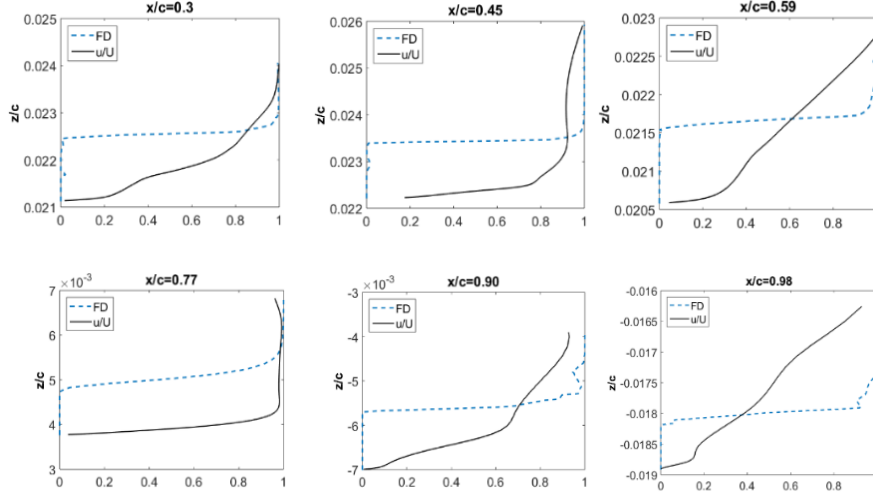 x/c=0.3
0.025
0.024
0.023
0.022
0.021
z/c
FD
u/U
0 0.2 0.4 0.6 0.8 1
x/c=0.45
0.026
0.025
0.024
0.023
0.022
z/c
FD
u/U
0 0.2 0.4 0.6 0.8 1
x/c=0.59
0.023
0.0225
0.022
0.0215
0.021
0.0205
z/c
FD
u/U
0 0.2 0.4 0.6 0.8
x/c=0.77
×10⁻³
7
6
5
4
3
z/c
FD
u/U
0 0.2 0.4 0.6 0.8 1
x/c=0.90
×10⁻³
-3
-4
-5
-6
-7
z/c
FD
u/U
0 0.2 0.4 0.6 0.8 1
x/c=0.98
-0.016
-0.0165
-0.017
-0.0175
-0.018
-0.0185
-0.019
z/c
FD
u/U
0 0.2 0.4 0.6 0.8